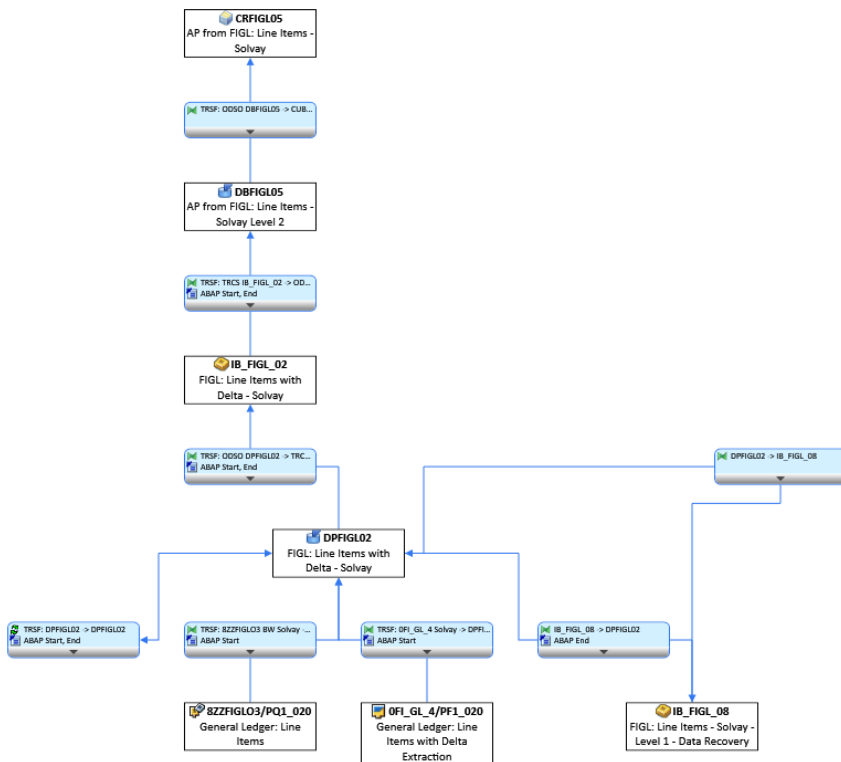 CRFIGL05
AP from FIGL: Line Items -
Solvay
TRSF: ODSO DBFIGL05 -> CUB...
DBFIGL05
AP from FIGL: Line Items -
Solvay Level 2
TRSF: TRCS IB_FIGL_02 -> OD...
ABAP Start, End
IB_FIGL_02
FIGL: Line Items with
Delta - Solvay
TRSF: ODSO DPFIGL02 -> TRC...
ABAP Start, End
DPFIGL02 -> IB_FIGL_08
DPFIGL02
FIGL: Line Items with
Delta - Solvay
TRSF: DPFIGL02 -> DPFIGL02
ABAP Start, End
TRSF: 8ZZFIGLO3 BW Solvay -...
ABAP Start
TRSF: 0FI_GL_4 Solvay -> DPFI...
ABAP Start
IB_FIGL_08 -> DPFIGL02
ABAP End
8ZZFIGLO3/PQ1_020
General Ledger: Line
Items
0FI_GL_4/PF1_020
General Ledger: Line
Items with Delta
Extraction
IB_FIGL_08
FIGL: Line Items - Solvay -
Level 1 - Data Recovery